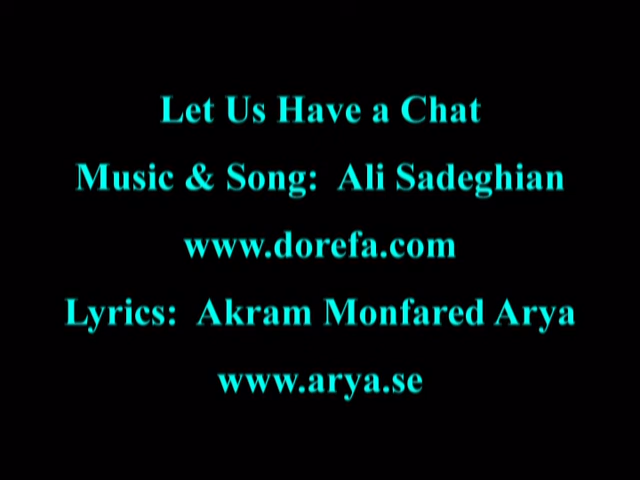 Let Us Have a Chat
Music & Song:  Ali Sadeghian
www.dorefa.com
Lyrics:  Akram Monfared Arya
www.arya.se